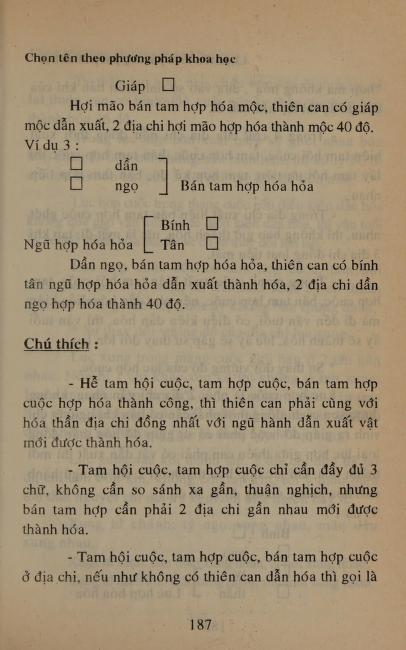 Chọn tên theo phương pháp khoa học
Giáp □
Hợi mão bán tam hợp hóa mộc, thiên can có giáp
mộc dẫn xuất, 2 địa chi hợi mão hợp hóa thành mộc 40 độ.
Ví dụ 3 :
□ dần
□ ngọ
Bán tam hợp hóa hỏa
Bính □
Ngũ hợp hóa hỏa
Tân □
Dần ngọ, bán tam hợp hóa hỏa, thiên can có bính
tân ngũ hợp hóa hỏa dẫn xuất thành hóa, 2 địa chi dần
ngọ hợp hóa thành 40 độ.
Chú thích :
- Hễ tam hội cuộc, tam hợp cuộc, bán tam hợp
cuộc hợp hóa thành công, thì thiên can phải cùng với
hóa thần địa chi đồng nhất với ngũ hành dẫn xuất vật
mới được thành hóa.
- Tam hội cuộc, tam hợp cuộc chỉ cần đầy đủ 3
chữ, không cần so sánh xa gần, thuận nghịch, nhưng
bán tam hợp cần phải 2 địa chi gần nhau mới được
thành hóa.
- Tam hội cuộc, tam hợp cuộc, bán tam hợp cuộc
ở địa chi, nếu như không có thiên can dẫn hóa thì gọi là
187